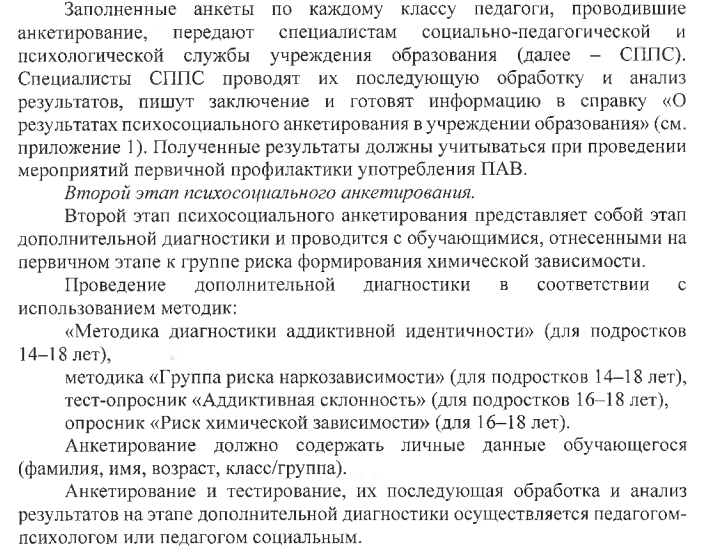 Заполненные анкеты по каждому классу педагоги, проводившие
анкетирование, передают специалистам социально-педагогической и
психологической службы учреждения образования (далее – СППС).
Специалисты СППС проводят их последующую обработку и анализ
результатов, пишут заключение и готовят информацию в справку «О
результатах психосоциального анкетирования в учреждении образования» (см.
приложение 1). Полученные результаты должны учитываться при проведении
мероприятий первичной профилактики употребления ПАВ.
Второй этап психосоциального анкетирования.
Второй этап психосоциального анкетирования представляет собой этап
дополнительной диагностики и проводится с обучающимися, отнесенными на
первичном этапе к группе риска формирования химической зависимости.
Проведение дополнительной диагностики в соответствии с
использованием методик:
«Методика диагностики аддиктивной идентичности» (для подростков
14–18 лет),
методика «Группа риска наркозависимости» (для подростков 14–18 лет),
тест-опросник «Аддиктивная склонность» (для подростков 16–18 лет),
опросник «Риск химической зависимости» (для 16–18 лет).
Анкетирование должно содержать личные данные обучающегося
(фамилия, имя, возраст, класс/группа).
Анкетирование и тестирование, их последующая обработка и анализ
результатов на этапе дополнительной диагностики осуществляется педагогом-
психологом или педагогом социальным.